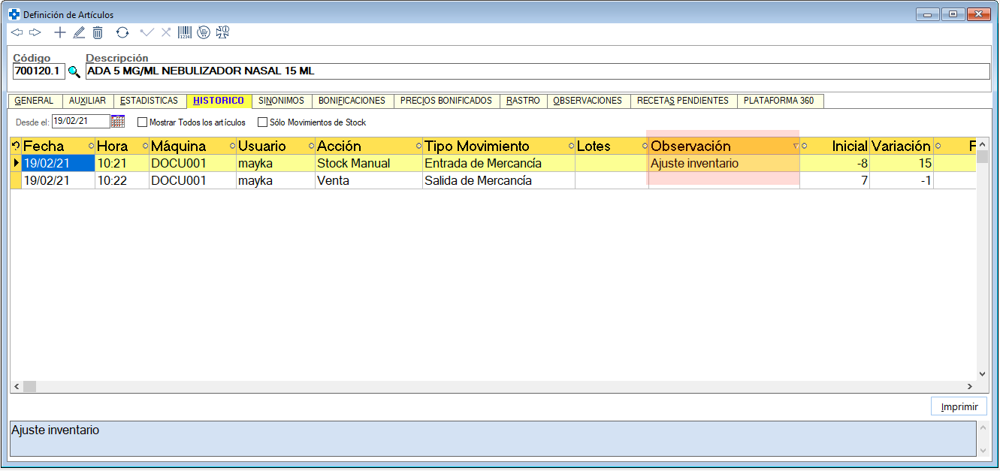 Definición de Artículos
1234
Código Descripción
700120.1 ADA 5 MG/ML NEBULIZADOR NASAL 15 ML
GENERAL AUXILIAR ESTADISTICAS HISTORICO SINONIMOS BONIFICACIONES PRECIOS BONIFICADOS RASTRO OBSERVACIONES RECETAS PENDIENTES PLATAFORMA 360
Desde el: 19/02/21 Mostrar Todos los artículos Sólo Movimientos de Stock
Fecha Hora Máquina Usuario Acción Tipo Movimiento Lotes Observación Inicial Variación F
19/02/21 10:21 DOCU001 mayka Stock Manual Entrada de Mercancía Ajuste inventario -8 15
19/02/21 10:22 DOCU001 mayka Venta Salida de Mercancía 7 -1
Imprimir
Ajuste inventario